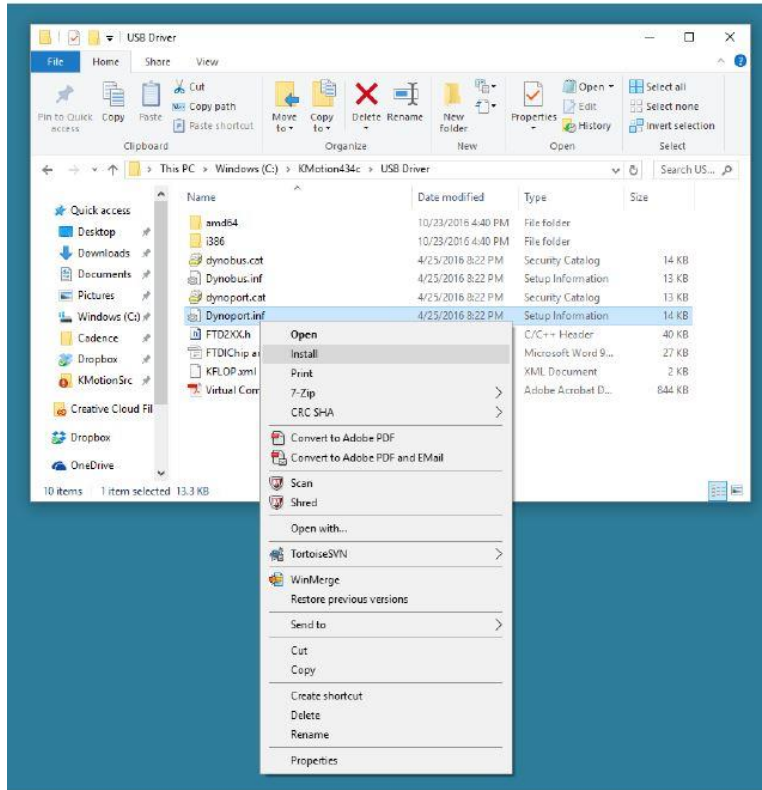 USB Driver
File Home Share View
Pin to Quick access
Copy
Paste
Cut
Copy path
Paste shortcut
Clipboard
Move to
Copy to
Delete
Rename
Organize
New folder
New
Properties
Open
Edit
History
Open
Select all
Select none
Invert selection
Select
This PC > Windows (C:) > KMotion434c > USB Driver
Search US...
Name Date modified Type Size
Quick access
Desktop
Downloads
Documents
Pictures
Windows (C:)
Cadence
Dropbox
KMotionSrc
Creative Cloud Fil
Dropbox
OneDrive
amd64 10/23/2016 4:40 PM File folder
i386 10/23/2016 4:40 PM File folder
dynobus.cat 4/25/2016 8:22 PM Security Catalog 14 KB
Dynobus.inf 4/25/2016 8:22 PM Setup Information 13 KB
dynoport.cat 4/25/2016 8:22 PM Security Catalog 13 KB
Dynoport.inf 4/25/2016 8:22 PM Setup Information 14 KB
FTD2XX.h C/C++ Header 40 KB
FTDIChip ar Microsoft Word 9... 27 KB
KFLOP.xml XML Document 2 KB
Virtual Com Adobe Acrobat D... 844 KB
10 items 1 item selected 13.3 KB
Open
Install
Print
7-Zip
CRC SHA
Convert to Adobe PDF
Convert to Adobe PDF and EMail
Scan
Shred
Open with...
TortoiseSVN
WinMerge
Restore previous versions
Send to
Cut
Copy
Create shortcut
Delete
Rename
Properties